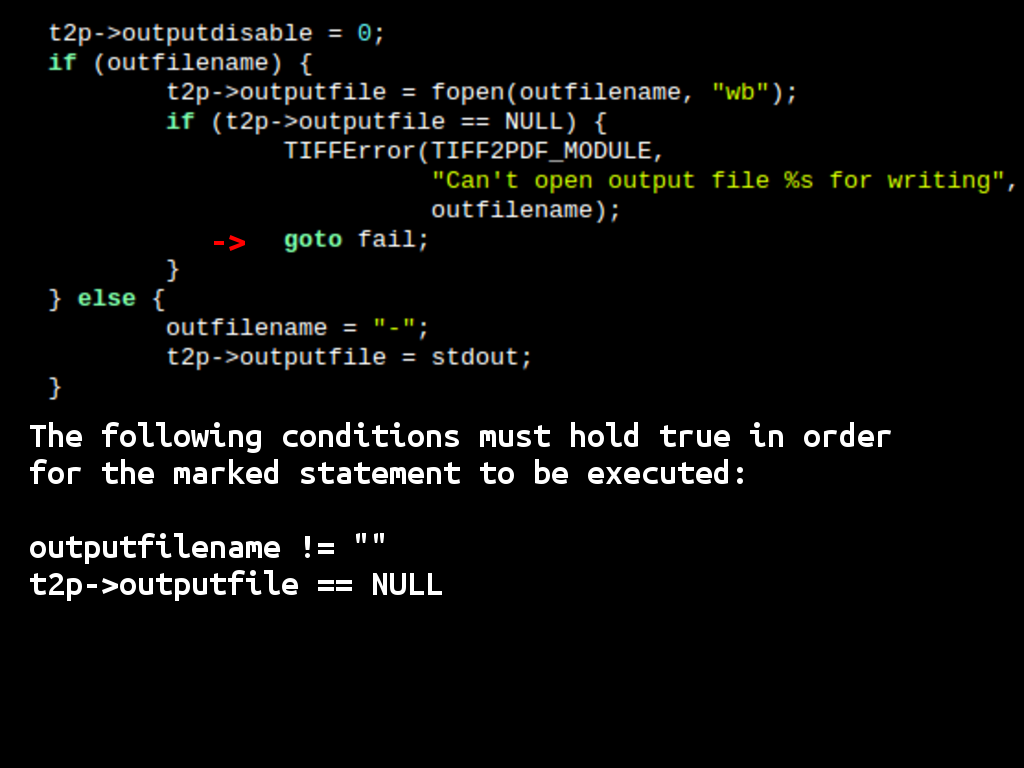 t2p->outputdisable = 0;
if (outfilename) {
        t2p->outputfile = fopen(outfilename, "wb");
        if (t2p->outputfile == NULL) {
                TIFFError(TIFF2PDF_MODULE,
                          "Can't open output file %s for writing",
                          outfilename);
           ->   goto fail;
        }
} else {
        outfilename = "-";
        t2p->outputfile = stdout;
}
The following conditions must hold true in order
for the marked statement to be executed:
outputfilename != ""
t2p->outputfile == NULL